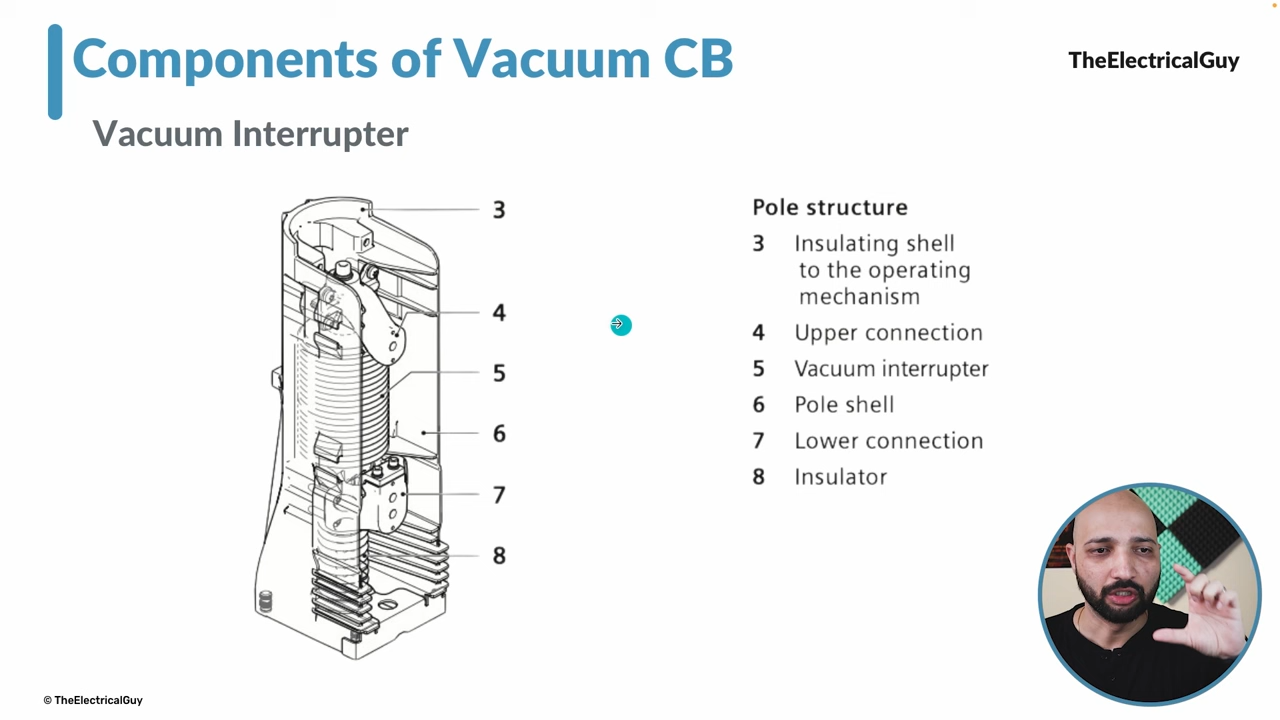 Components of Vacuum CB
TheElectricalGuy
Vacuum Interrupter
3
4
5
6
7
8
Pole structure
3 Insulating shell
to the operating
mechanism
4 Upper connection
5 Vacuum interrupter
6 Pole shell
7 Lower connection
8 Insulator
© TheElectricalGuy